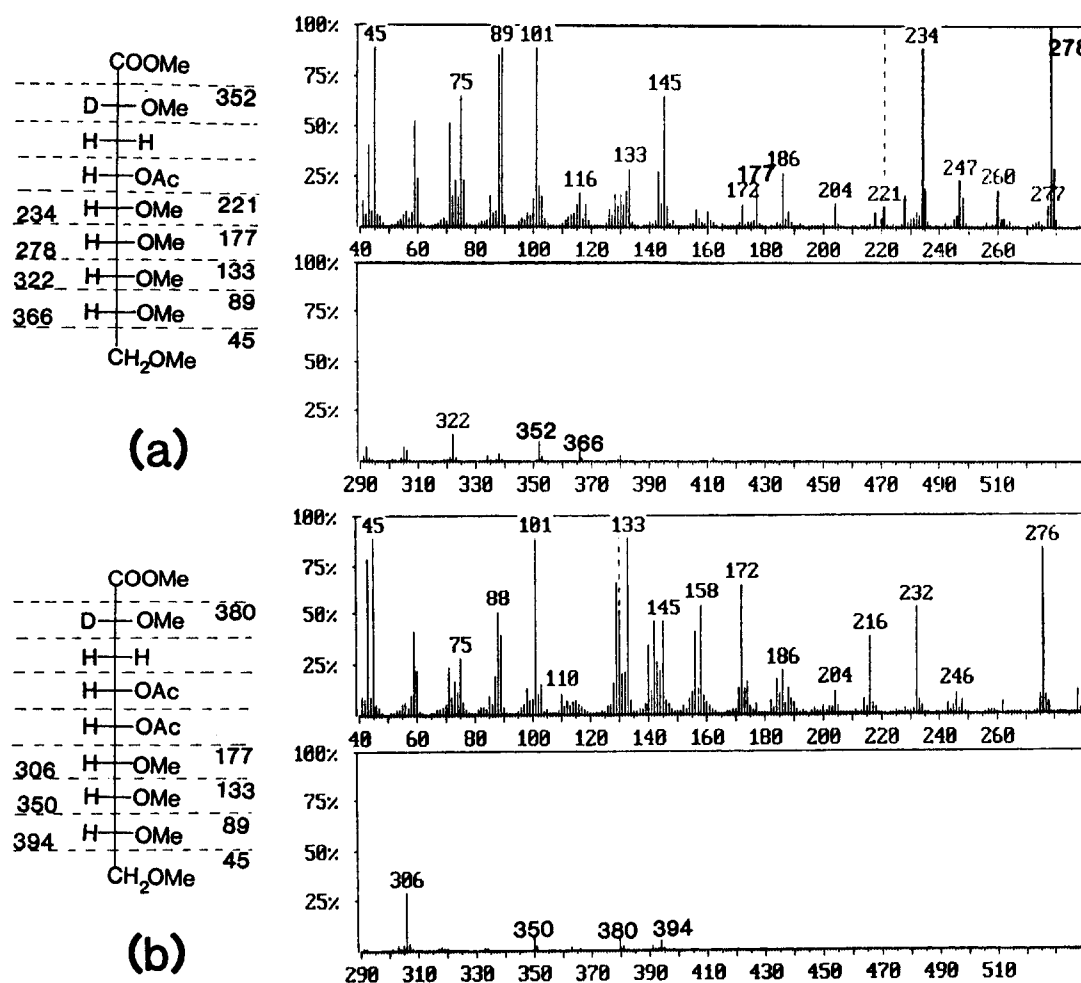 COOMe
D OMe 352
H H
H OAc
234 H OMe 221
278 H OMe 177
322 H OMe 133
366 H OMe 89
45
CH₂OMe
(a)
100% 45 89 101 234 278
75% 75 145
50%
25% 116 133 172 177 186 204 221 247 260 277
40 60 80 100 120 140 160 180 200 220 240 260
100%
75%
50%
25% 322 352 366
290 310 330 350 370 390 410 430 450 470 490 510
COOMe
D OMe 380
H H
H OAc
H OAc
306 H OMe 177
350 H OMe 133
394 H OMe 89
45
CH₂OMe
(b)
100% 45 101 133 276
75% 172
50% 88 145 158 232
25% 75 110 186 204 216 246
40 60 80 100 120 140 160 180 200 220 240 260
100%
75%
50%
25% 306 350 380 394
290 310 330 350 370 390 410 430 450 470 490 510